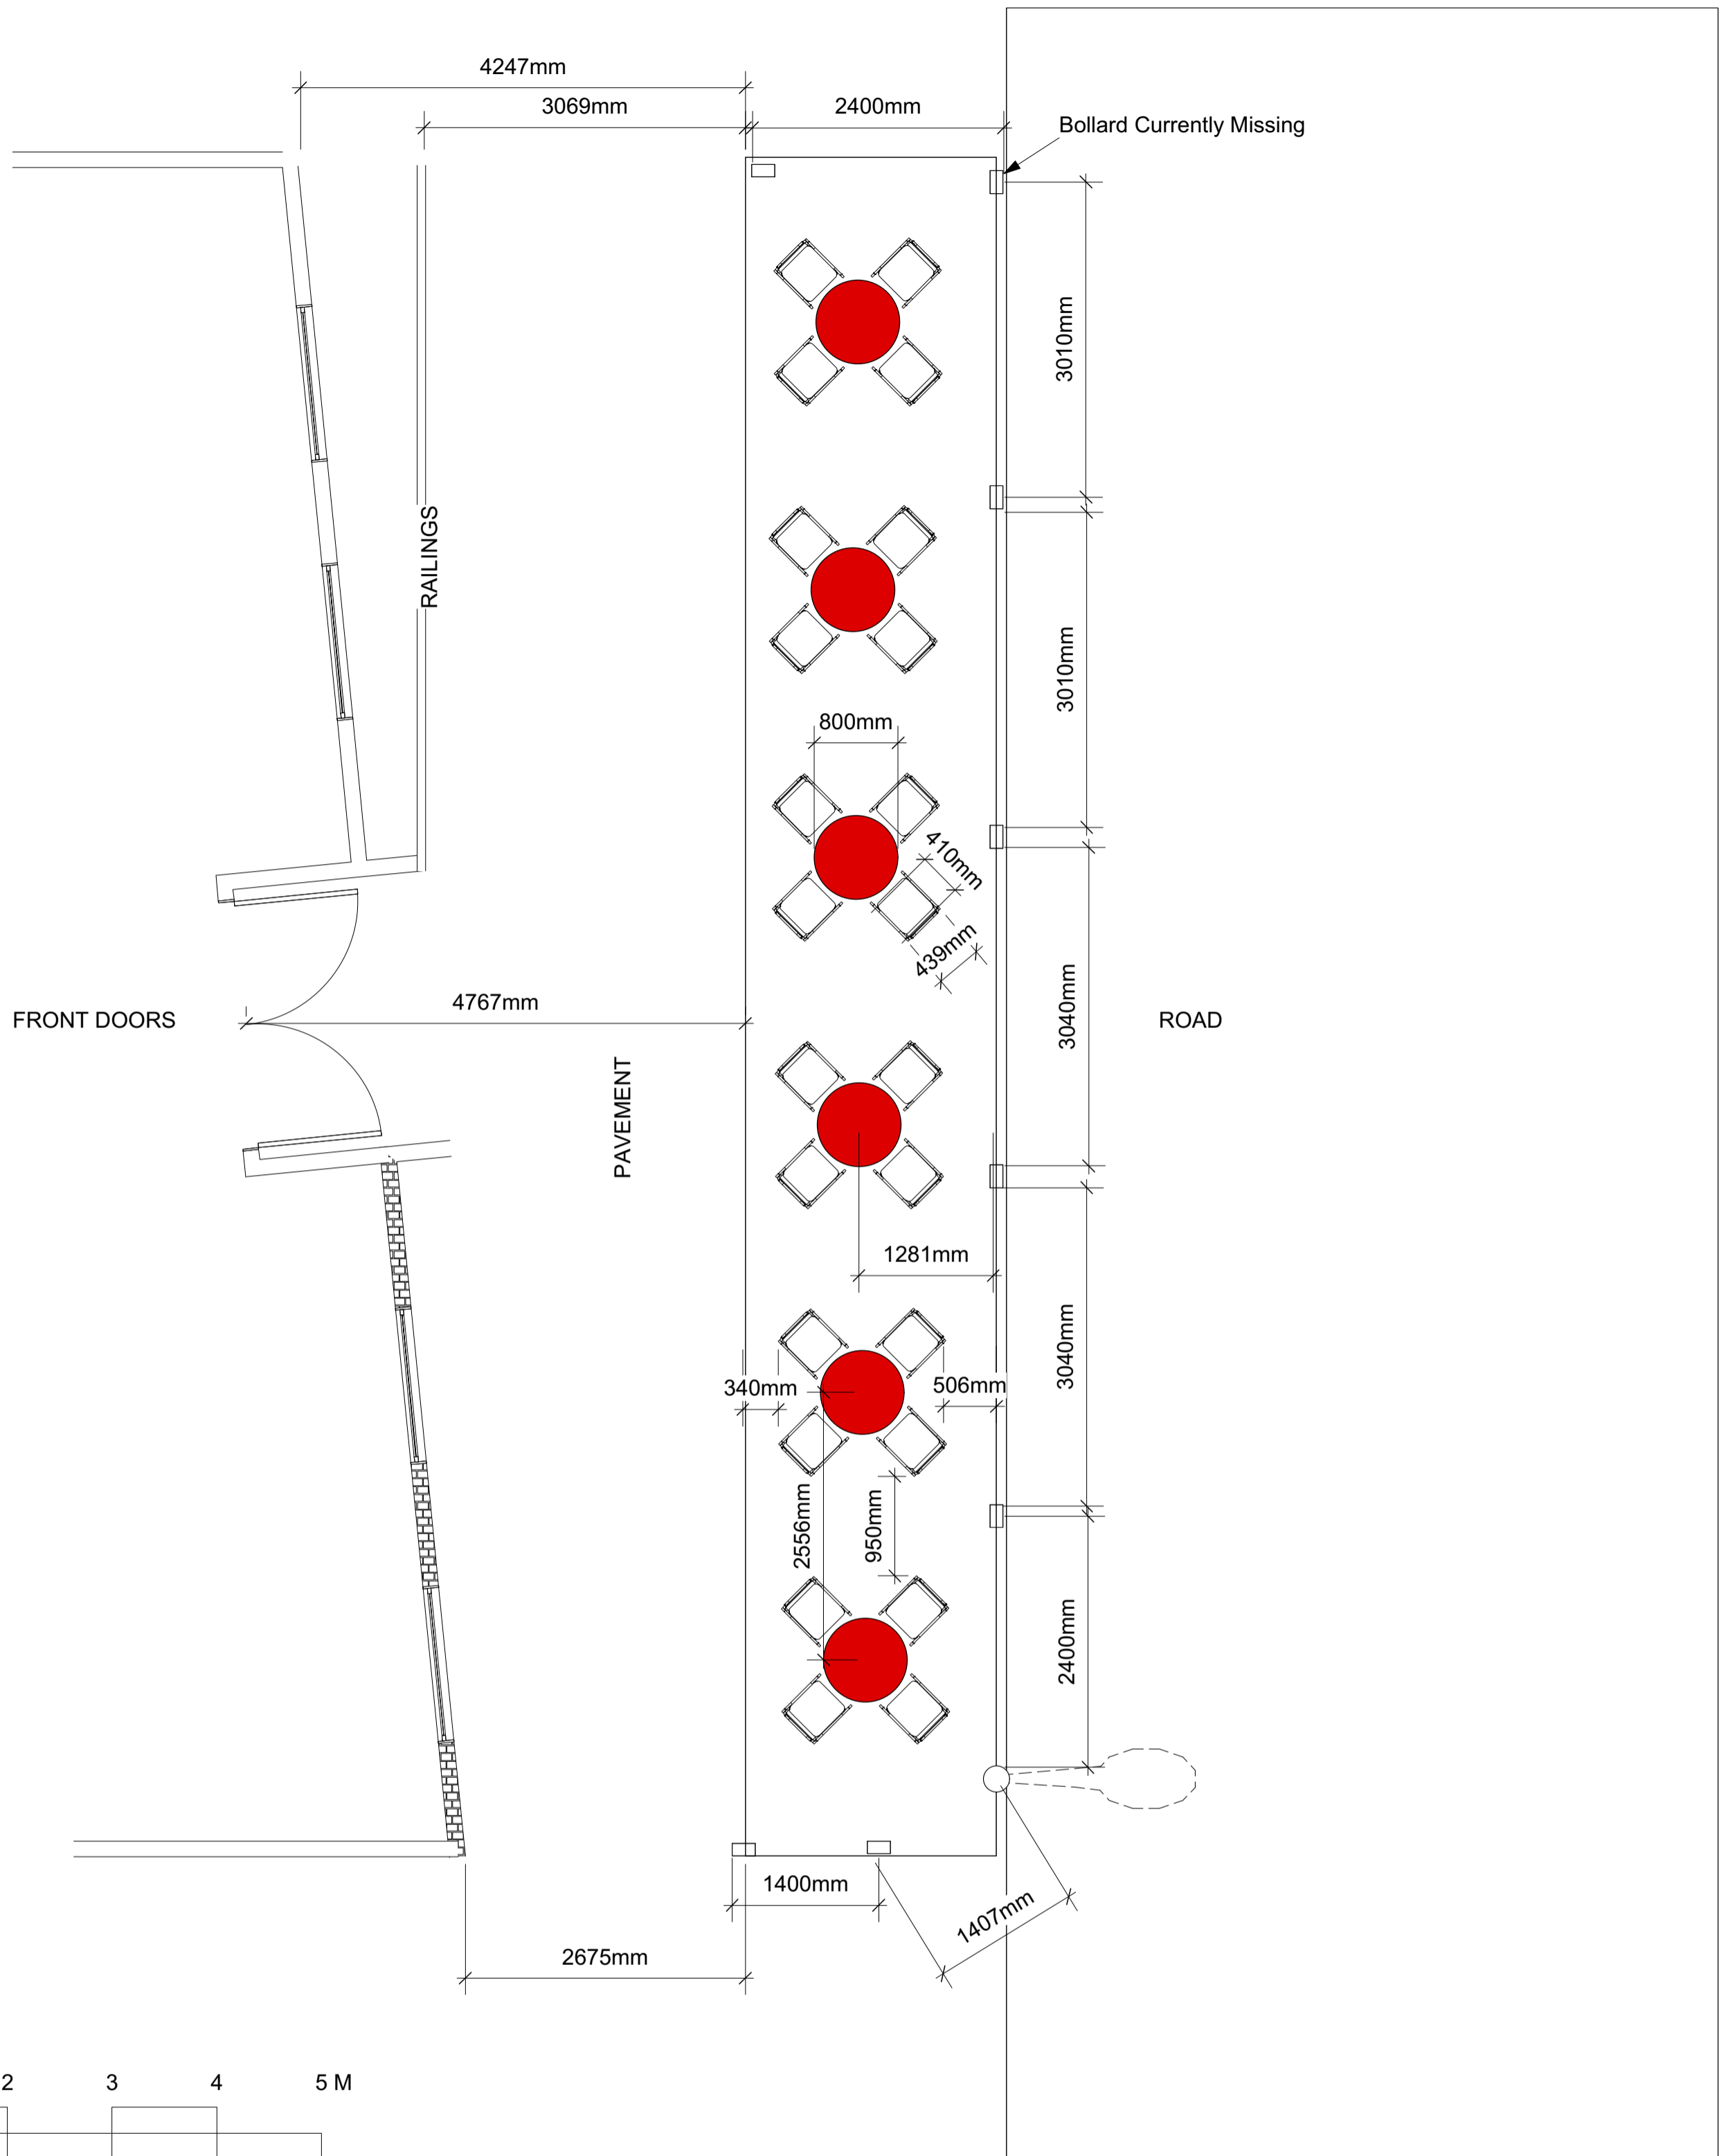 4247mm
3069mm
2400mm
Bollard Currently Missing
3010mm
RAILINGS
3010mm
800mm
410mm
439mm
FRONT DOORS
4767mm
3040mm
ROAD
PAVEMENT
1281mm
340mm
506mm
3040mm
2556mm
950mm
2400mm
1400mm
1407mm
2675mm
2 3 4 5 M